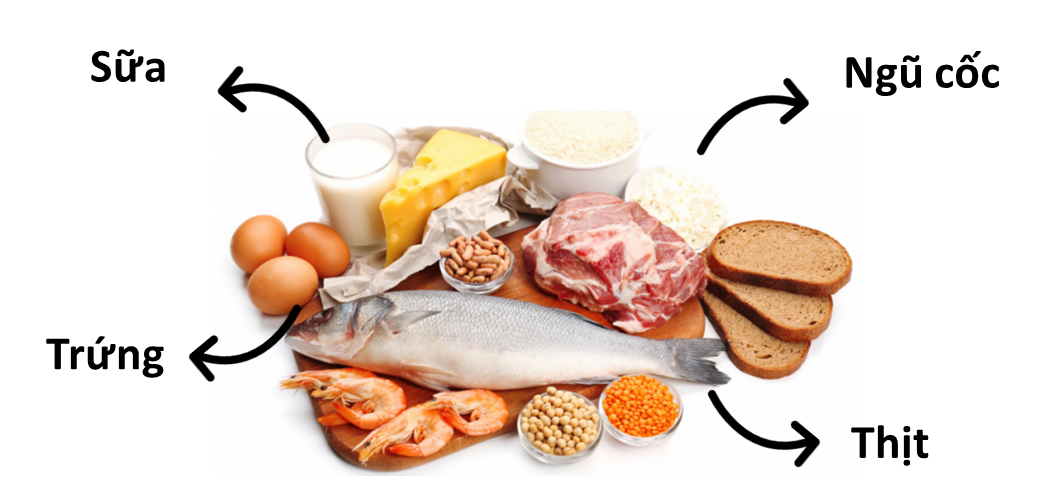 Sữa
Ngũ cốc
Trứng
Thịt